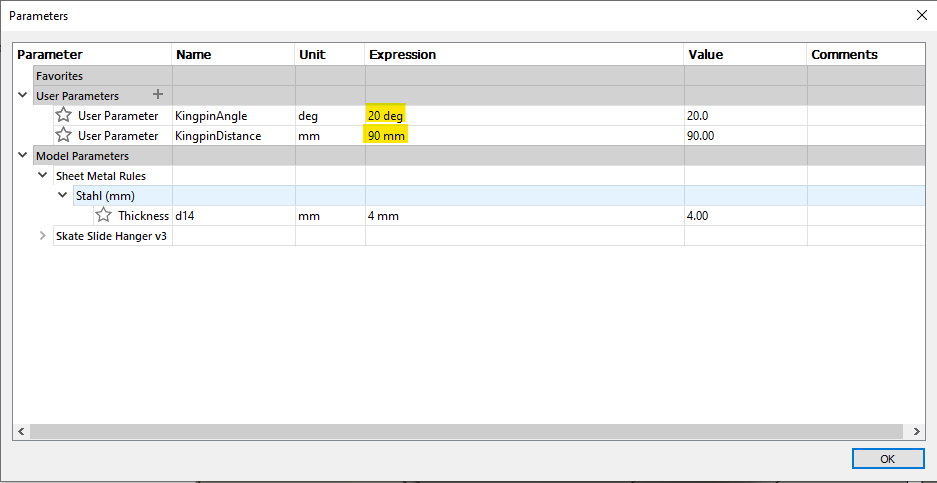 Parameters
Parameter Name Unit Expression Value Comments
Favorites
User Parameters +
User Parameter KingpinAngle deg 20 deg 20.0
User Parameter KingpinDistance mm 90 mm 90.00
Model Parameters
Sheet Metal Rules
Stahl (mm)
Thickness d14 mm 4 mm 4.00
Skate Slide Hanger v3
OK